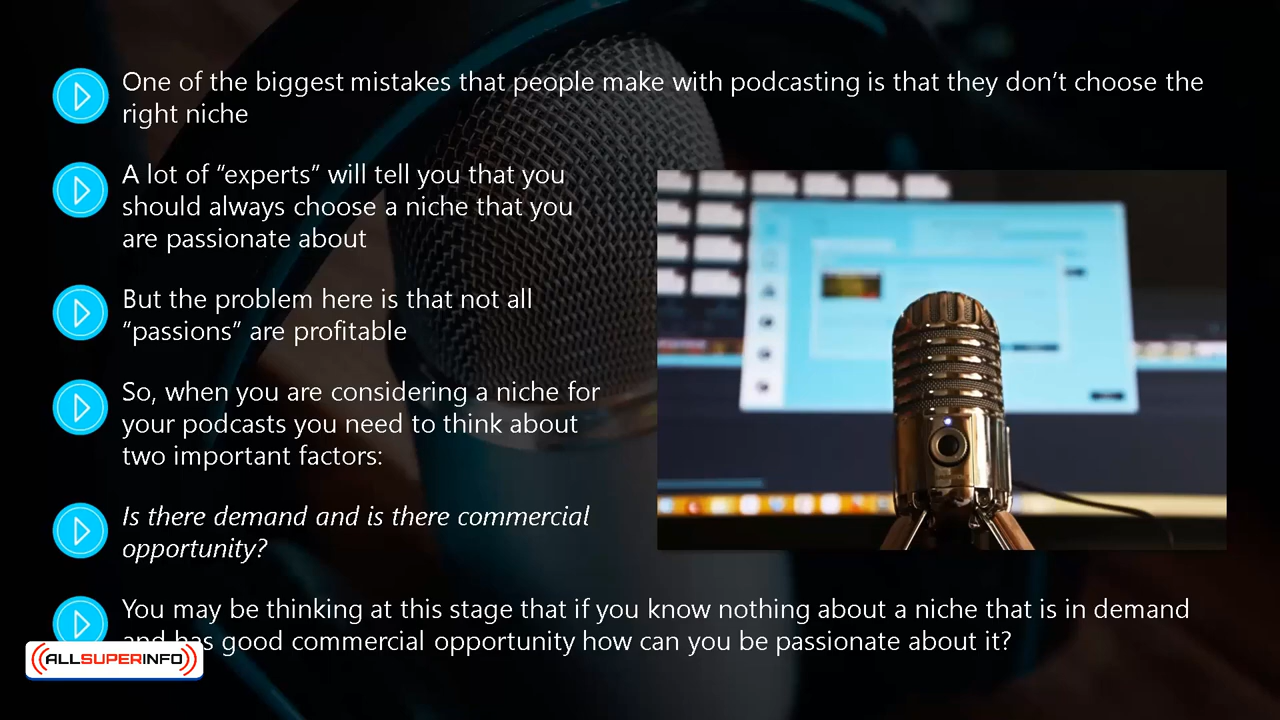 One of the biggest mistakes that people make with podcasting is that they don’t choose the
right niche
A lot of “experts” will tell you that you
should always choose a niche that you
are passionate about
But the problem here is that not all
“passions” are profitable
So, when you are considering a niche for
your podcasts you need to think about
two important factors:
Is there demand and is there commercial
opportunity?
You may be thinking at this stage that if you know nothing about a niche that is in demand
and has good commercial opportunity how can you be passionate about it?
ALLSUPERINFO